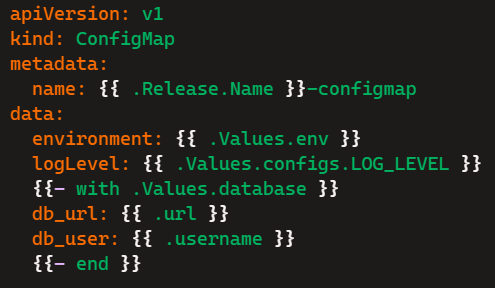 apiVersion: v1
kind: ConfigMap
metadata:
  name: {{ .Release.Name }}-configmap
data:
  environment: {{ .Values.env }}
  logLevel: {{ .Values.configs.LOG_LEVEL }}
  {{- with .Values.database }}
  db_url: {{ .url }}
  db_user: {{ .username }}
  {{- end }}